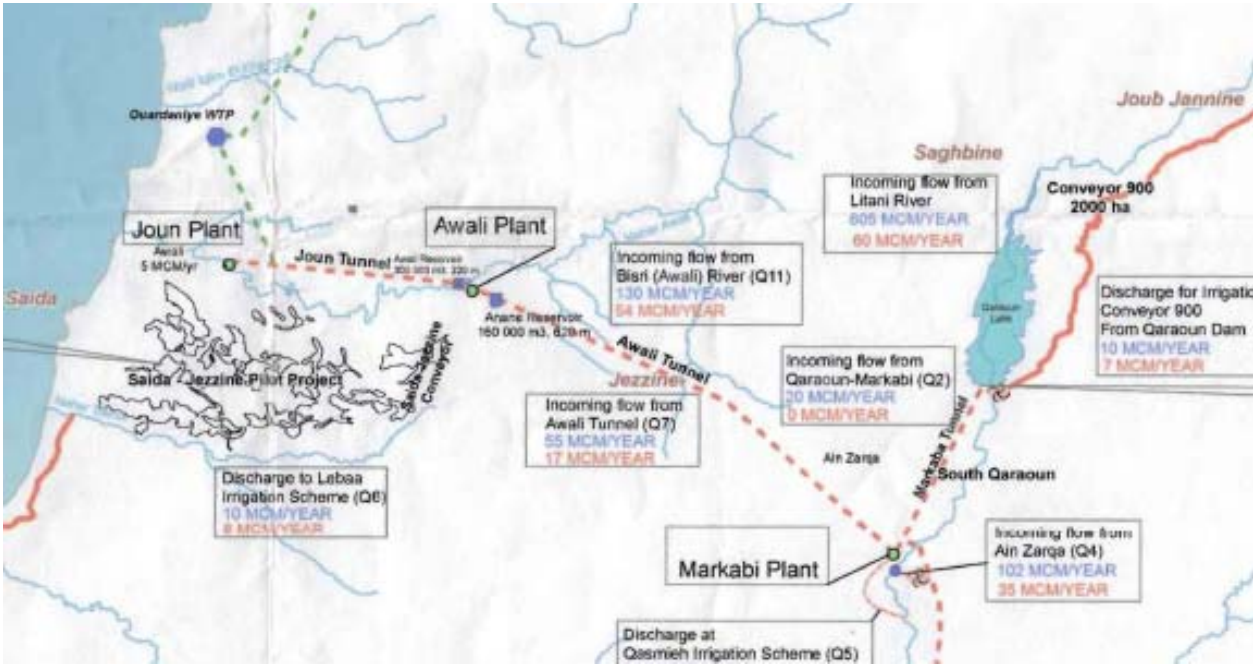 Joub Jannine
Ouardaniye WTP
Saghbine
Incoming flow from
Litani River
605 MCM/YEAR
60 MCM/YEAR
Conveyor 900
2000 ha
Joun Plant
Awali
5 MCM/yr
Awali Plant
Joun Tunnel
Awali Reservoir
Incoming flow from
Bisri (Awali) River (Q11)
130 MCM/YEAR
54 MCM/YEAR
Qaraoun
Lake
Discharge for Irrigatio
Conveyor 900
From Qaraoun Dam
10 MCM/YEAR
7 MCM/YEAR
Saida
Anane Reservoir
160 000 m3, 620 m
Awali Tunnel
Incoming flow from
Qaraoun-Markabi (Q2)
20 MCM/YEAR
0 MCM/YEAR
Saida - Jezzine Pilot Project
Saida-Jezzine
Conveyor
Jezzine
Incoming flow from
Awali Tunnel (Q7)
55 MCM/YEAR
17 MCM/YEAR
Ain Zarqa
Markaba Tunnel
South Qaraoun
Discharge to Lebaa
Irrigation Scheme (Q6)
10 MCM/YEAR
8 MCM/YEAR
Markabi Plant
Incoming flow from
Ain Zarqa (Q4)
102 MCM/YEAR
35 MCM/YEAR
Discharge at
Qasmieh Irrigation Scheme (Q5)